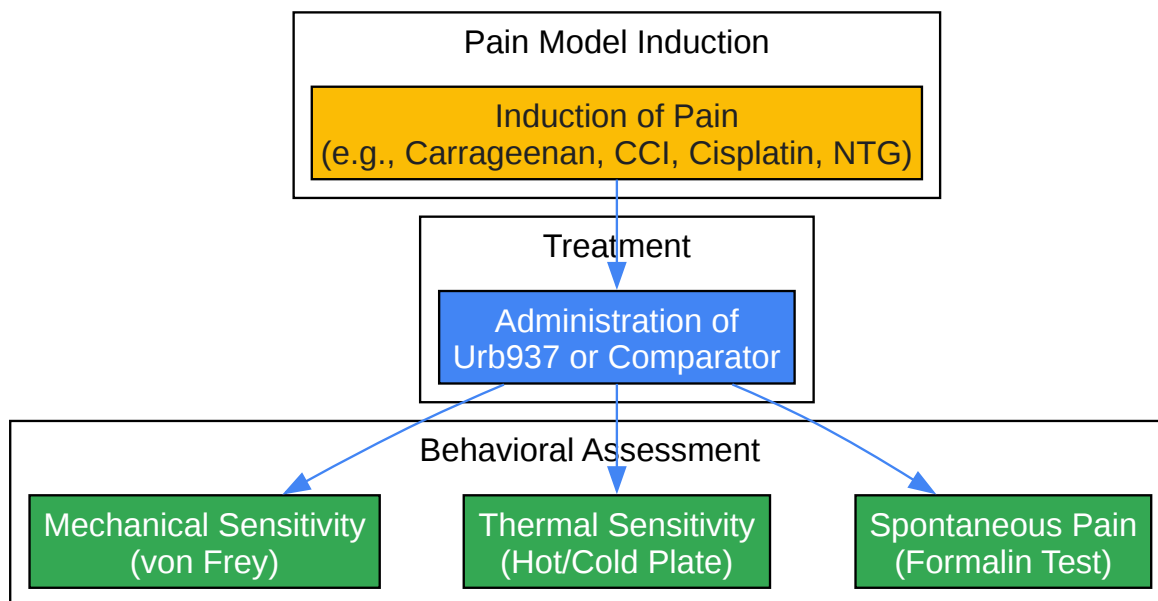 Pain Model Induction
Induction of Pain
(e.g., Carrageenan, CCI, Cisplatin, NTG)
Treatment
Administration of
Urb937 or Comparator
Behavioral Assessment
Mechanical Sensitivity
(von Frey)
Thermal Sensitivity
(Hot/Cold Plate)
Spontaneous Pain
(Formalin Test)